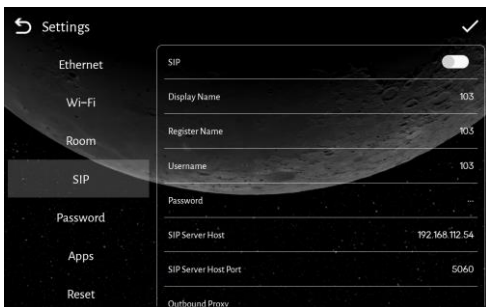 Settings
Ethernet
Wi-Fi
Room
SIP
Password
Apps
Reset
SIP
Display Name 103
Register Name 103
Username 103
Password ...
SIP Server Host 192.168.112.54
SIP Server Host Port 5060
Outbound Proxy